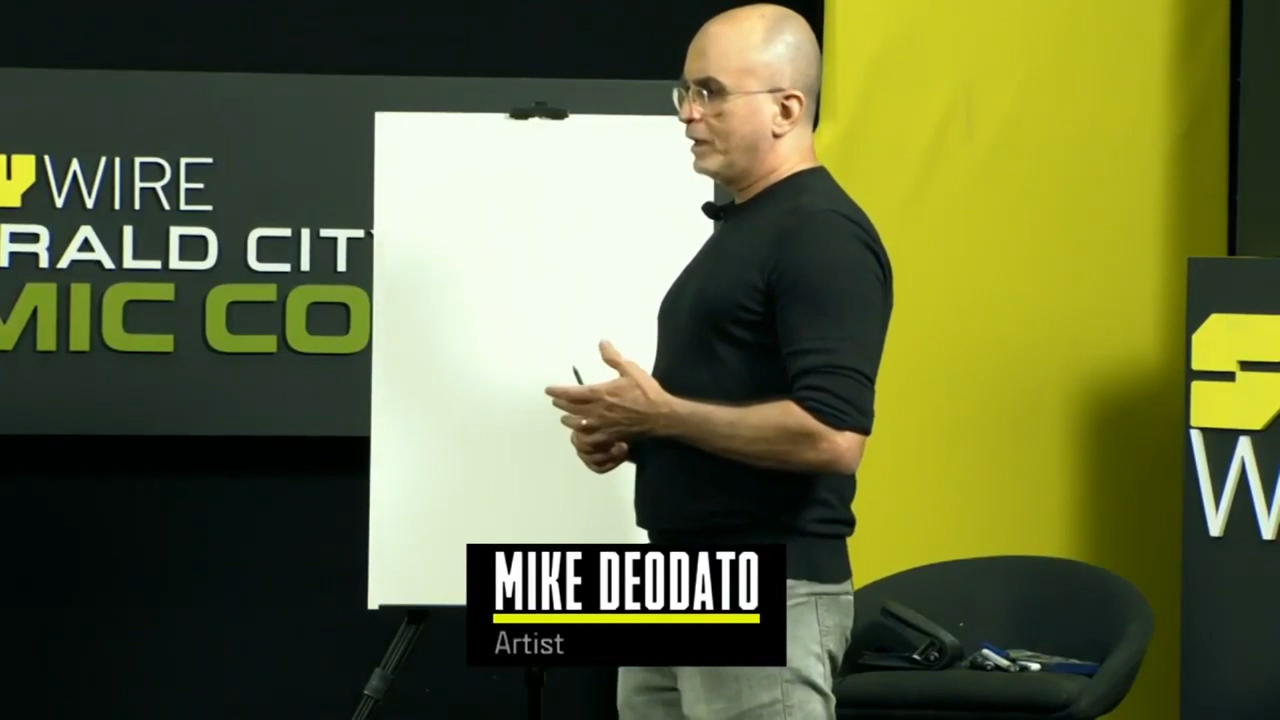 WIRE
RALD CIT
MIC CO
W
MIKE DEODATO
Artist